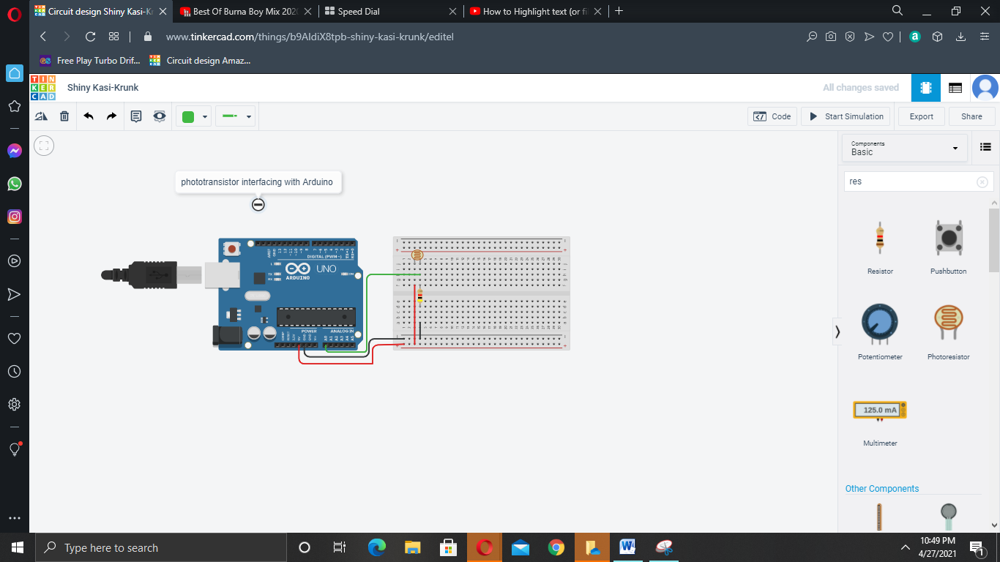 Circuit design Shiny Kasi-Kr
Best Of Burna Boy Mix 202
Speed Dial
How to Highlight text (or fi
www.tinkercad.com/things/b9AIdiX8tpb-shiny-kasi-krunk/editel
Free Play Turbo Drif...
Circuit design Amaz...
TIN
KER
CAD
Shiny Kasi-Krunk
All changes saved
Code
Start Simulation
Export
Share
Components
Basic
res
phototransistor interfacing with Arduino
Resistor
Pushbutton
DIGITAL (PWM~)
UNO
ARDUINO
POWER
ANALOG IN
Potentiometer
Photoresistor
125.0 mA
Multimeter
Other Components
Type here to search
10:49 PM
4/27/2021
1